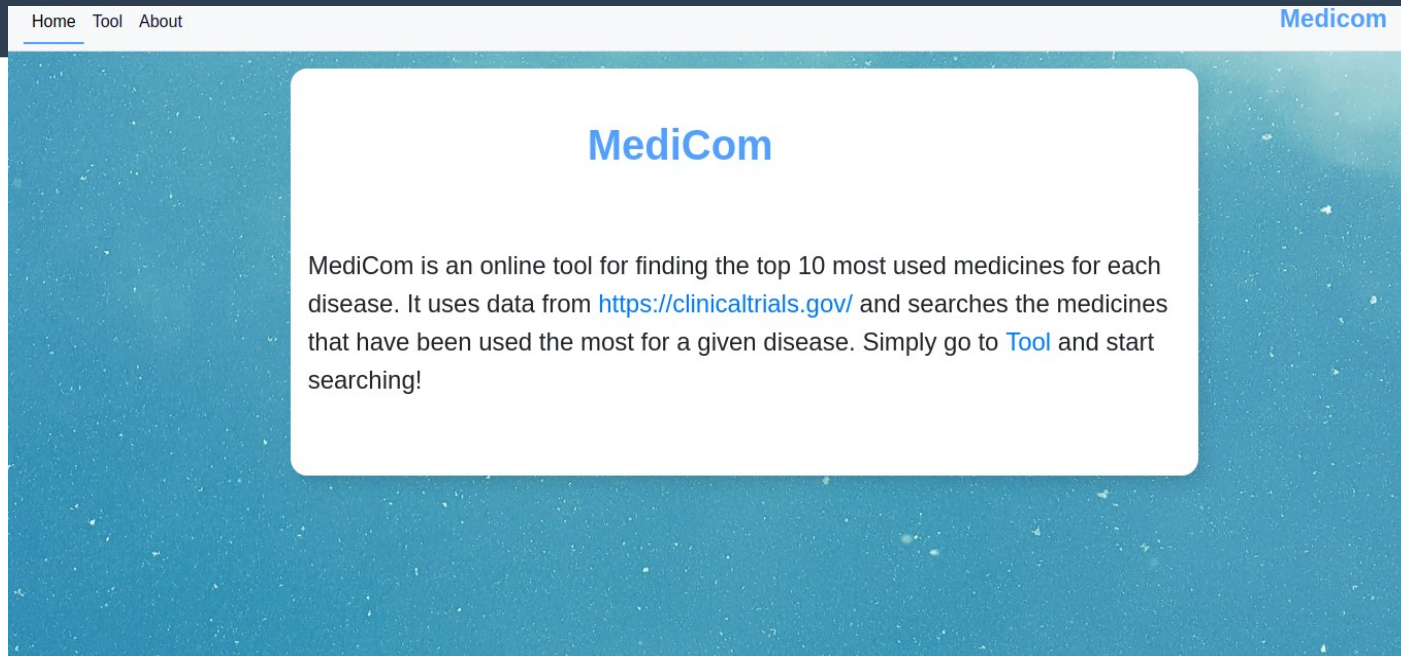 Home Tool About Medicom
MediCom
MediCom is an online tool for finding the top 10 most used medicines for each
disease. It uses data from https://clinicaltrials.gov/ and searches the medicines
that have been used the most for a given disease. Simply go to Tool and start
searching!